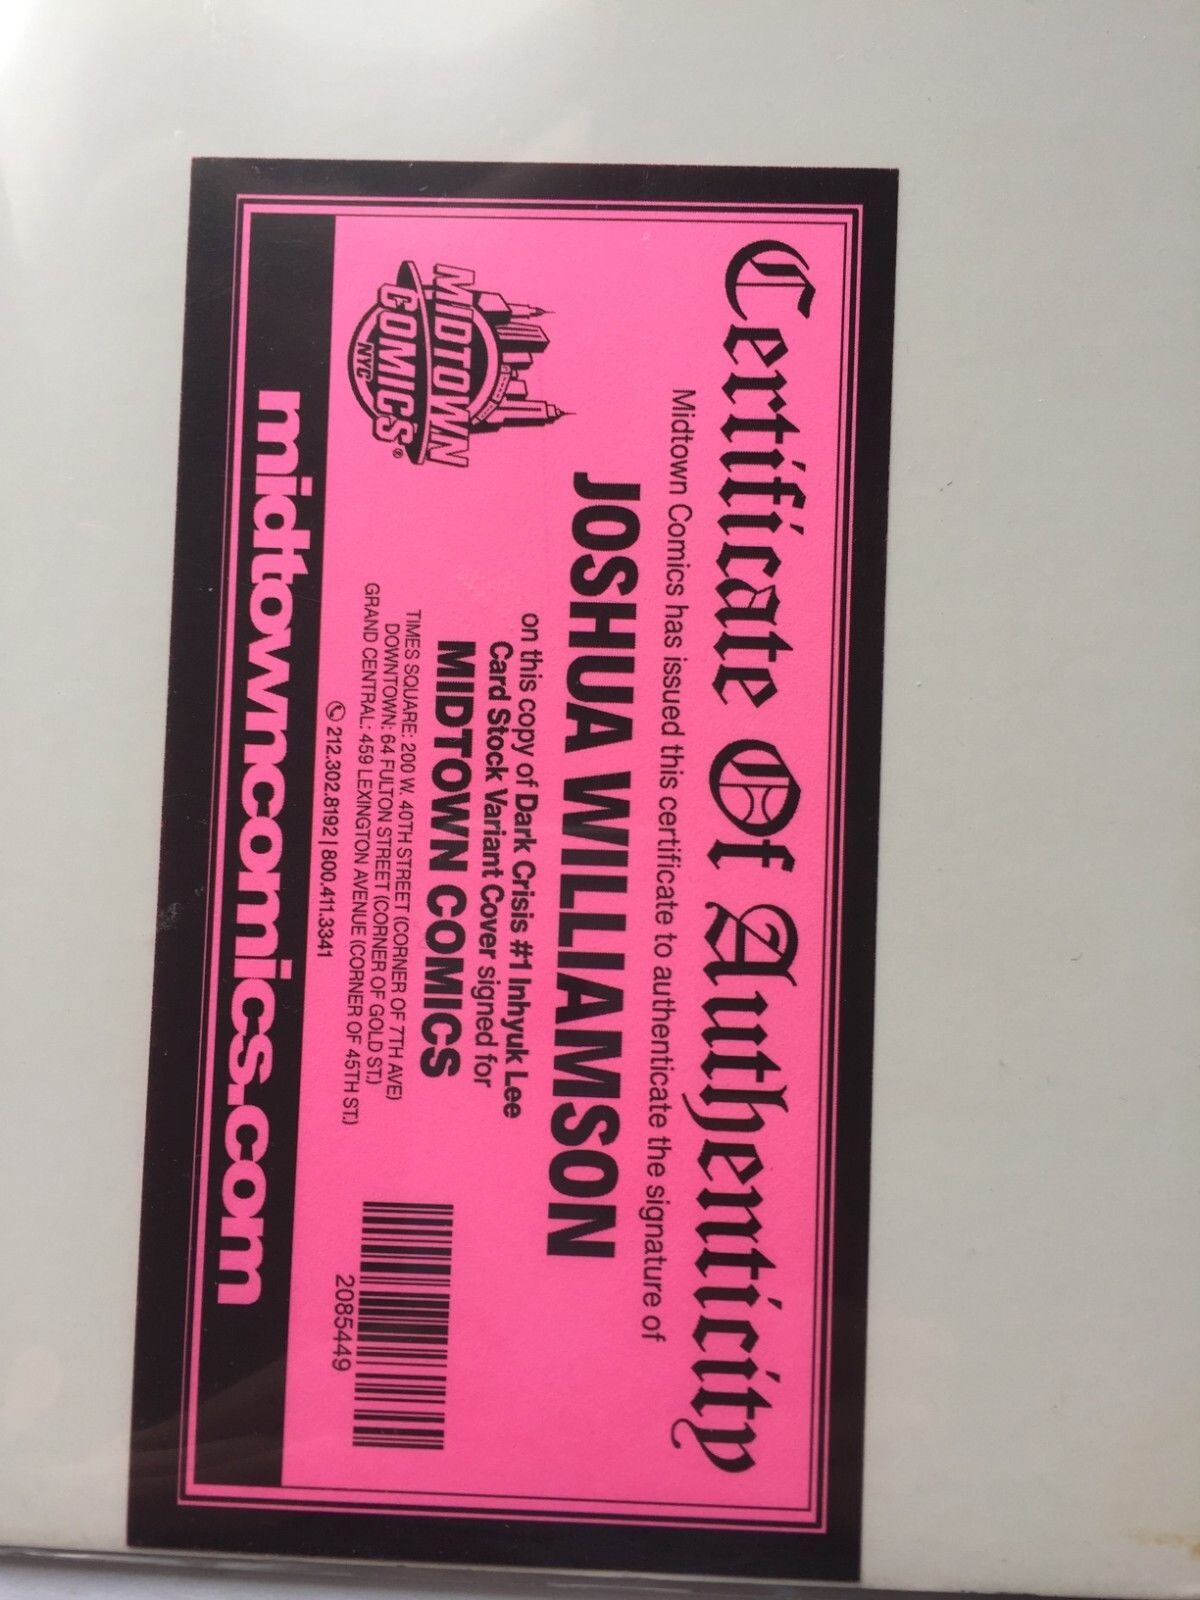 Certificate Of Authenticity
Midtown Comics has issued this certificate to authenticate the signature of
JOSHUA WILLIAMSON
on this copy of Dark Crisis #1 Inhyuk Lee
Card Stock Variant Cover signed for
MIDTOWN COMICS
TIMES SQUARE: 200 W. 40TH STREET (CORNER OF 7TH AVE)
DOWNTOWN: 64 FULTON STREET (CORNER OF GOLD ST.)
GRAND CENTRAL: 459 LEXINGTON AVENUE (CORNER OF 45TH ST.)
212.302.8192 | 800.411.3341
MIDTOWN
COMICS®
NYC
2085449
midtowncomics.com